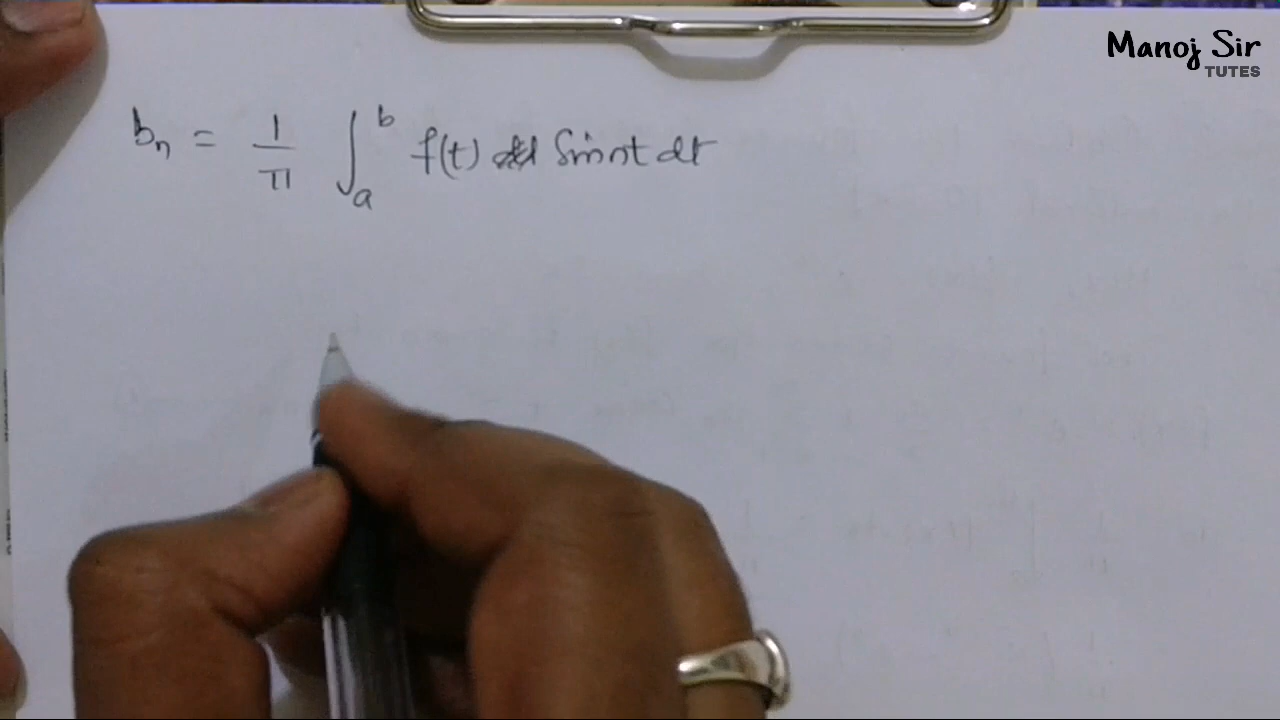 Manoj Sir
TUTES
bn = 1/π ∫_a^b f(t) Sin nt dt